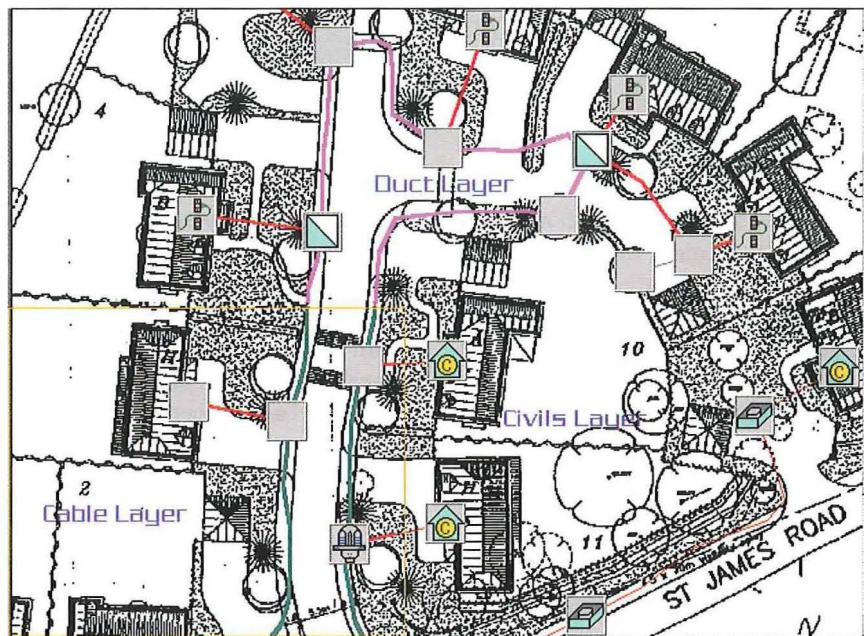 4
B
Duct Layer
K
H
A
10
C
C
Civils Layer
2
Cable Layer
H
C
11
ST JAMES ROAD